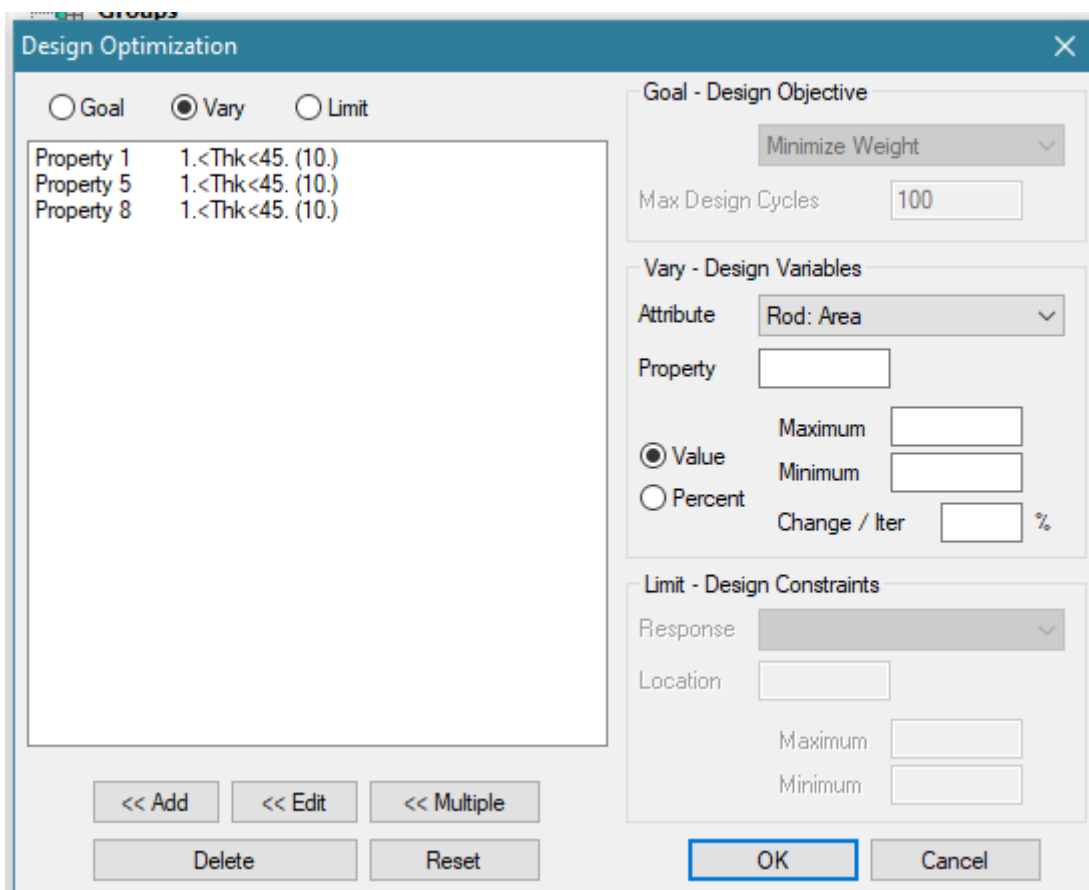 Groups
Design Optimization
Goal
Vary
Limit
Property 1 1.<Thk<45. (10.)
Property 5 1.<Thk<45. (10.)
Property 8 1.<Thk<45. (10.)
<< Add
<< Edit
<< Multiple
Delete
Reset
Goal - Design Objective
Minimize Weight
Max Design Cycles 100
Vary - Design Variables
Attribute Rod: Area
Property
Value
Percent
Maximum
Minimum
Change / Iter %
Limit - Design Constraints
Response
Location
Maximum
Minimum
OK
Cancel